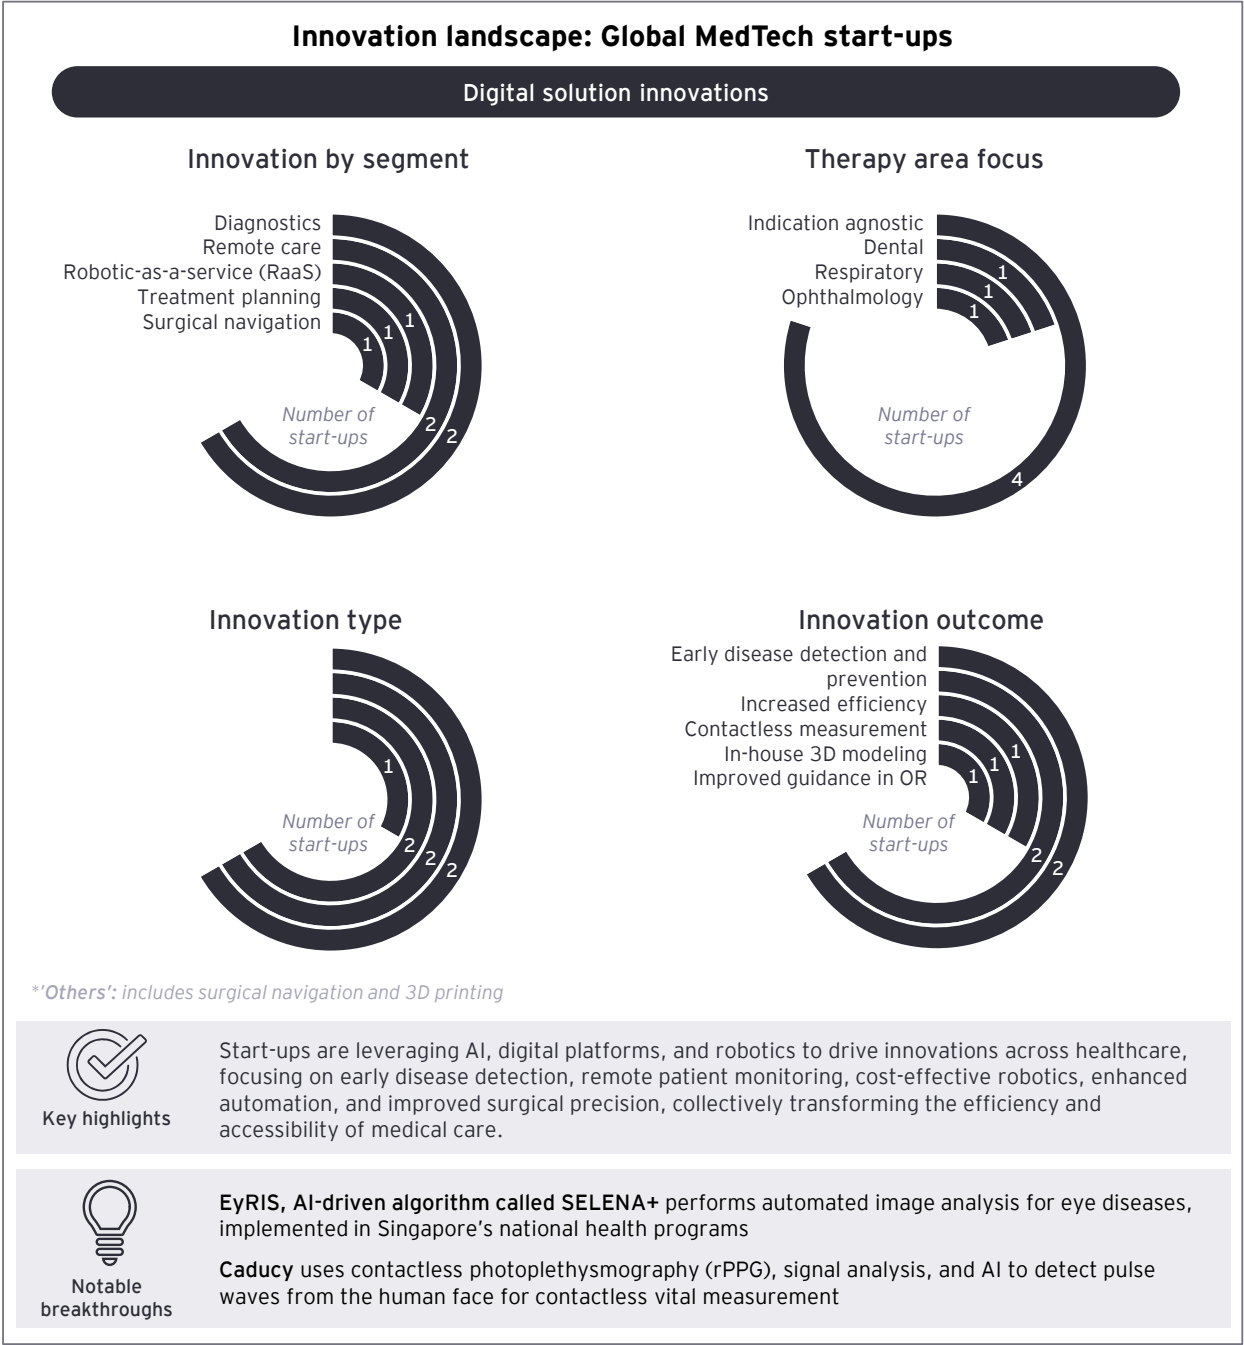 Innovation landscape: Global MedTech start-ups
Digital solution innovations
Innovation by segment
Diagnostics
Remote care
Robotic-as-a-service (RaaS)
Treatment planning
Surgical navigation
1
1
1
2
2
Number of
start-ups
Therapy area focus
Indication agnostic
Dental
Respiratory
Ophthalmology
1
1
1
4
Number of
start-ups
Innovation type
1
2
2
2
Number of
start-ups
Innovation outcome
Early disease detection and
prevention
Increased efficiency
Contactless measurement
In-house 3D modeling
Improved guidance in OR
1
1
1
2
2
Number of
start-ups
*'Others': includes surgical navigation and 3D printing
Key highlights
Start-ups are leveraging AI, digital platforms, and robotics to drive innovations across healthcare,
focusing on early disease detection, remote patient monitoring, cost-effective robotics, enhanced
automation, and improved surgical precision, collectively transforming the efficiency and
accessibility of medical care.
Notable
breakthroughs
EyRIS, AI-driven algorithm called SELENA+ performs automated image analysis for eye diseases,
implemented in Singapore’s national health programs
Caducy uses contactless photoplethysmography (rPPG), signal analysis, and AI to detect pulse
waves from the human face for contactless vital measurement